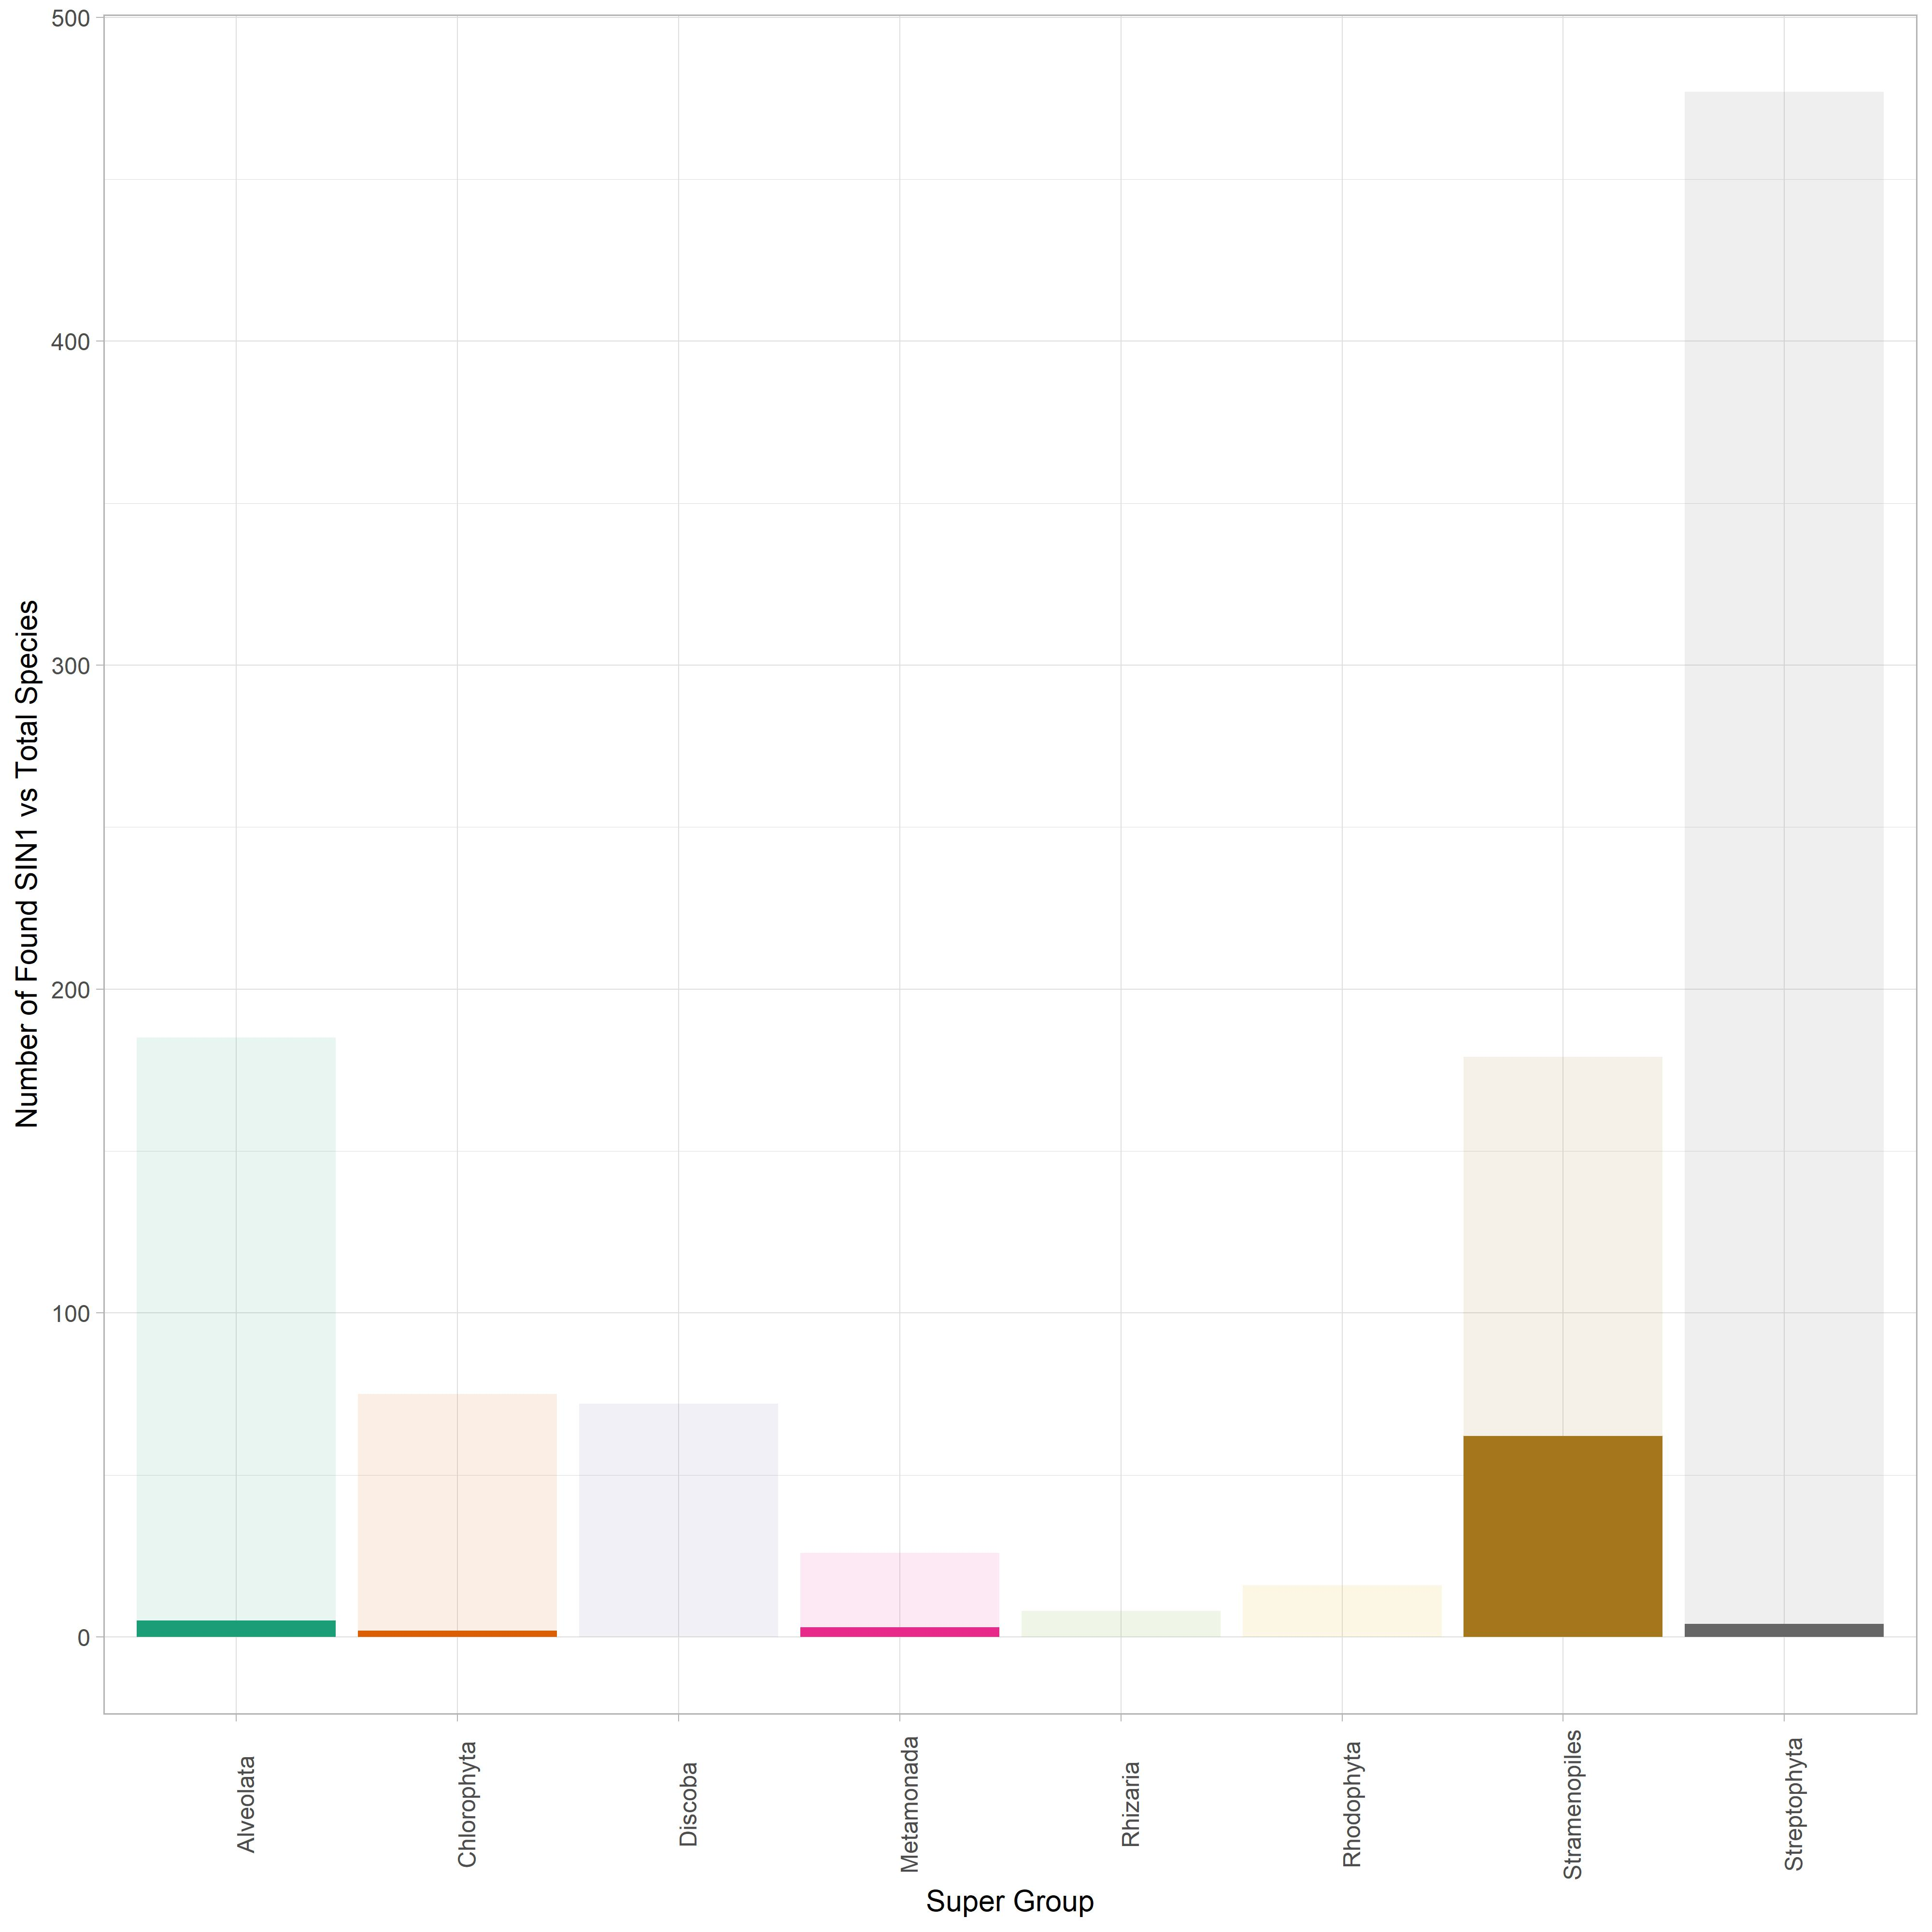 Number of Found SIN1 vs Total Species
500
400
300
200
100
0
Alveolata
Chlorophyta
Discoba
Metamonada
Rhizaria
Rhodophyta
Stramenopiles
Streptophyta
Super Group